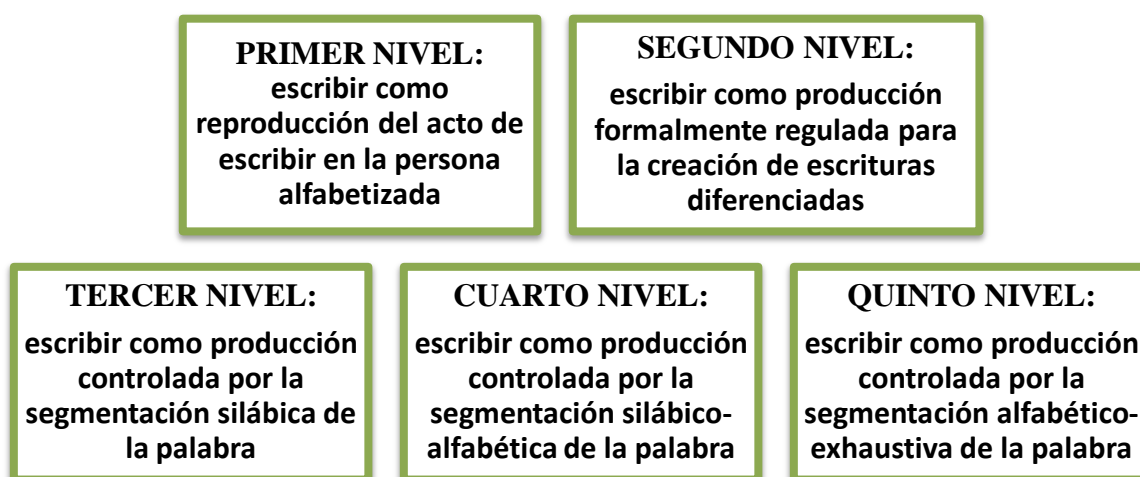 PRIMER NIVEL:
escribir como
reproducción del acto de
escribir en la persona
alfabetizada
SEGUNDO NIVEL:
escribir como producción
formalmente regulada para
la creación de escrituras
diferenciadas
TERCER NIVEL:
escribir como producción
controlada por la
segmentación silábica de
la palabra
CUARTO NIVEL:
escribir como producción
controlada por la
segmentación silábico-
alfabética de la palabra
QUINTO NIVEL:
escribir como producción
controlada por la
segmentación alfabético-
exhaustiva de la palabra